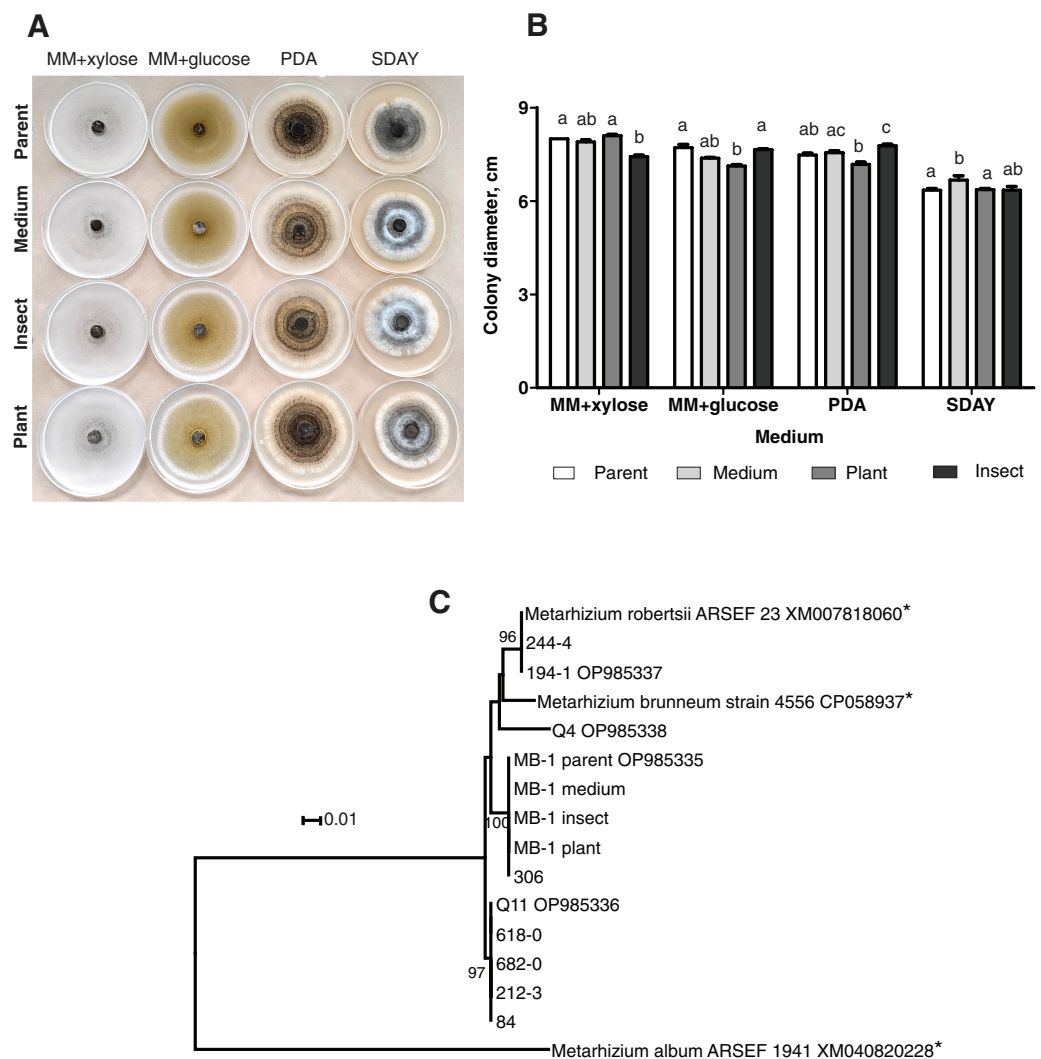 A
MM+xylose MM+glucose PDA SDAY
Parent
Medium
Insect
Plant
B
Colony diameter, cm
9
6
3
0
a ab a b
a ab b a
ab ac b c
a b a ab
MM+xylose MM+glucose PDA SDAY
Medium
Parent Medium Plant Insect
C
Metarhizium robertsii ARSEF 23 XM007818060*
96
244-4
194-1 OP985337
Metarhizium brunneum strain 4556 CP058937*
Q4 OP985338
MB-1 parent OP985335
MB-1 medium
0.01
MB-1 insect
100
MB-1 plant
306
Q11 OP985336
618-0
682-0
97
212-3
84
Metarhizium album ARSEF 1941 XM040820228*